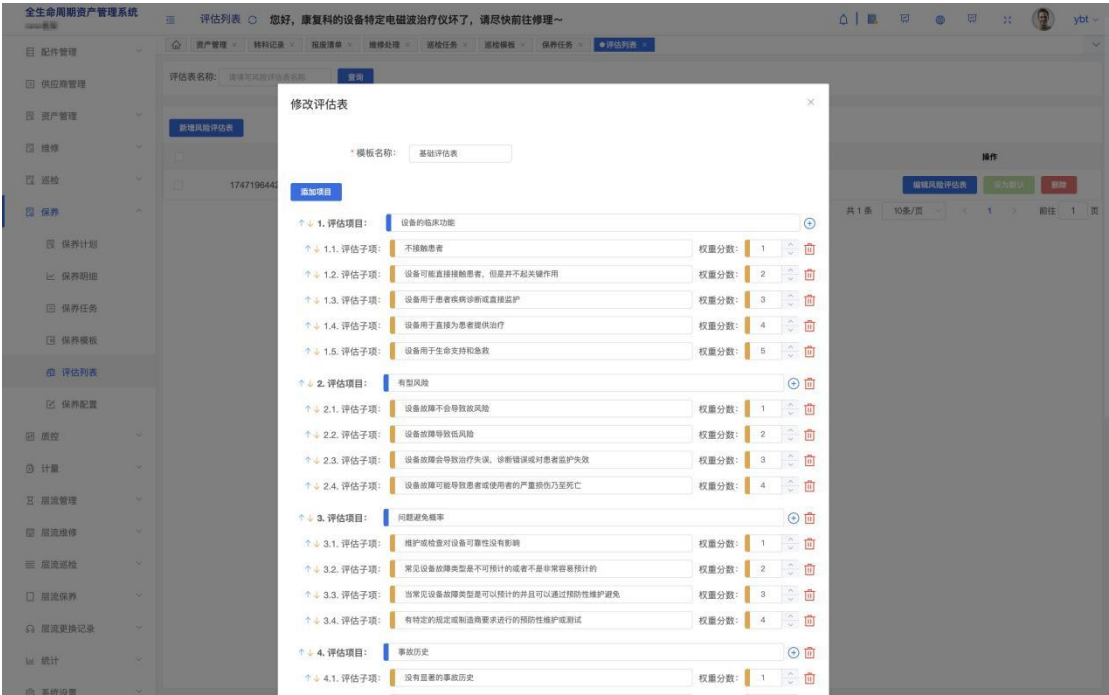 全生命周期资产管理系统
评估列表 您好，康复科的设备特定电磁波治疗仪坏了，请尽快前往修理~ ybt
配件管理
供应商管理
资产管理
维修
巡检
保养
保养计划
保养明细
保养任务
保养模板
评估列表
保养配置
质控
计量
层流管理
层流维修
层流巡检
层流保养
层流更换记录
统计
系统设置
资产管理 × 转科记录 × 报废清单 × 维修处理 × 巡检任务 × 巡检模板 × 保养任务 × 评估列表 ×
评估表名称: 请填写风险评估表名称 查询
新增风险评估表
操作
1747196442 编辑风险评估表 设为默认 删除
共 1 条 10条/页 < 1 > 前往 1 页
修改评估表 ×
* 模板名称: 基础评估表
添加项目
↑↓ 1. 评估项目: 设备的临床功能
↑↓ 1.1. 评估子项: 不接触患者 权重分数: 1
↑↓ 1.2. 评估子项: 设备可能直接接触患者，但是并不起关键作用 权重分数: 2
↑↓ 1.3. 评估子项: 设备用于患者疾病诊断或直接监护 权重分数: 3
↑↓ 1.4. 评估子项: 设备用于直接为患者提供治疗 权重分数: 4
↑↓ 1.5. 评估子项: 设备用于生命支持和急救 权重分数: 5
↑↓ 2. 评估项目: 有型风险
↑↓ 2.1. 评估子项: 设备故障不会导致故风险 权重分数: 1
↑↓ 2.2. 评估子项: 设备故障导致低风险 权重分数: 2
↑↓ 2.3. 评估子项: 设备故障会导致治疗失误、诊断错误或对患者监护失效 权重分数: 3
↑↓ 2.4. 评估子项: 设备故障可能导致患者或使用者的严重损伤乃至死亡 权重分数: 4
↑↓ 3. 评估项目: 问题避免概率
↑↓ 3.1. 评估子项: 维护或检查对设备可靠性没有影响 权重分数: 1
↑↓ 3.2. 评估子项: 常见设备故障类型是不可预计的或者不是非常容易预计的 权重分数: 2
↑↓ 3.3. 评估子项: 当常见设备故障类型是可以预计的并且可以通过预防性维护避免 权重分数: 3
↑↓ 3.4. 评估子项: 有特定的规定或制造商要求进行的预防性维护或测试 权重分数: 4
↑↓ 4. 评估项目: 事故历史
↑↓ 4.1. 评估子项: 没有显著的事故历史 权重分数: 1